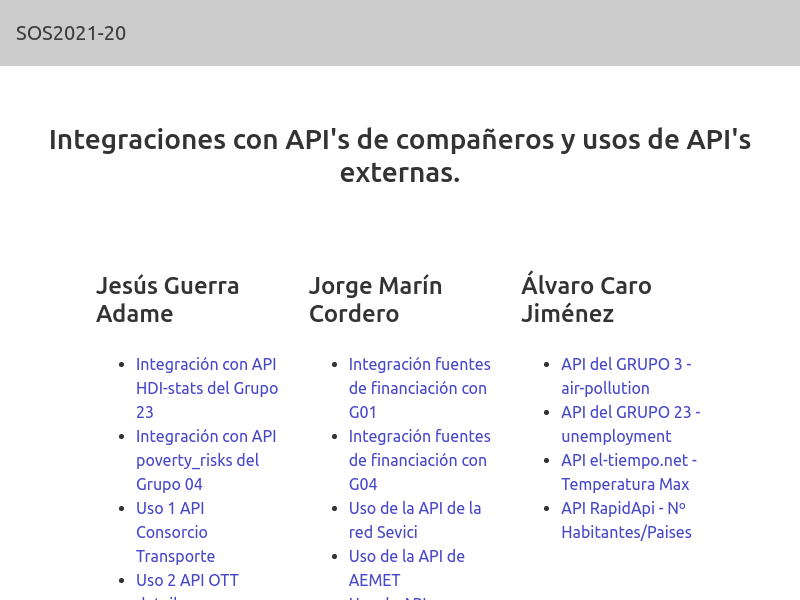 SOS2021-20
Integraciones con API's de compañeros y usos de API's
externas.
Jesús Guerra
Adame
Integración con API
HDI-stats del Grupo
23
Integración con API
poverty_risks del
Grupo 04
Uso 1 API
Consorcio
Transporte
Uso 2 API OTT
Jorge Marín
Cordero
Integración fuentes
de financiación con
G01
Integración fuentes
de financiación con
G04
Uso de la API de la
red Sevici
Uso de la API de
AEMET
Álvaro Caro
Jiménez
API del GRUPO 3 -
air-pollution
API del GRUPO 23 -
unemployment
API el-tiempo.net -
Temperatura Max
API RapidApi - Nº
Habitantes/Paises